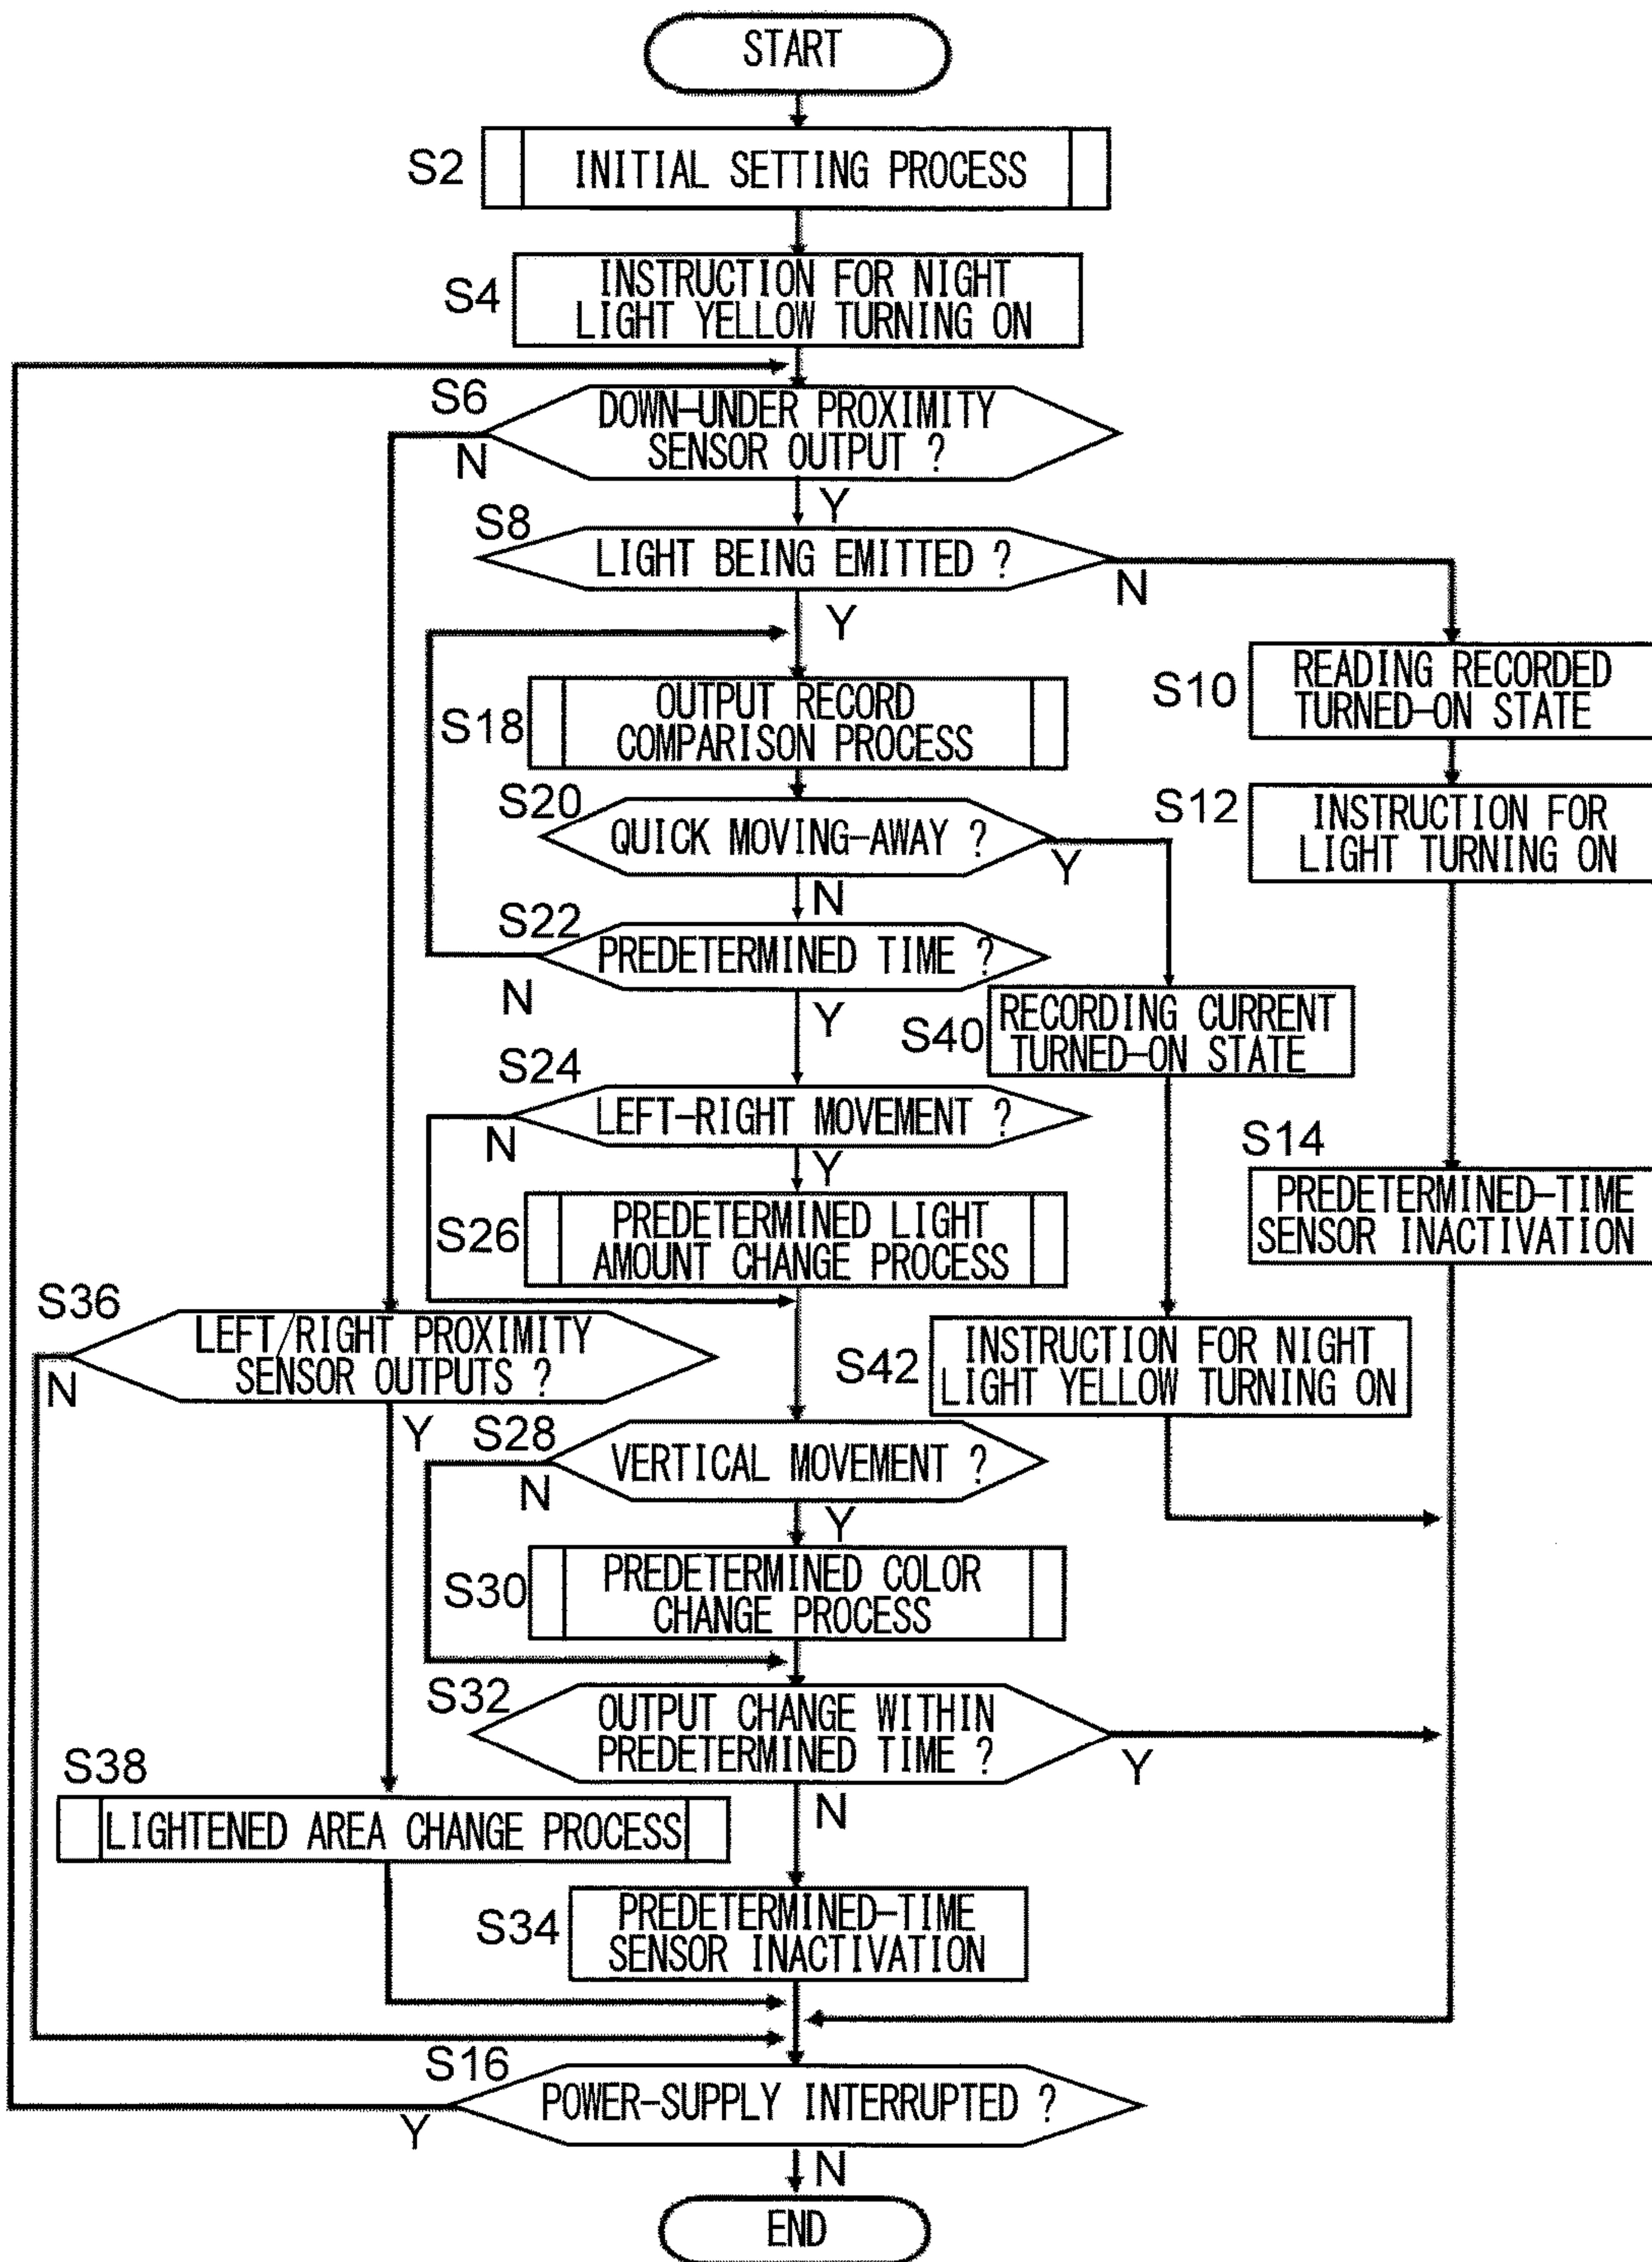 START
S2
INITIAL SETTING PROCESS
S4
INSTRUCTION FOR NIGHT
LIGHT YELLOW TURNING ON
S6
DOWN-UNDER PROXIMITY
SENSOR OUTPUT ?
N
Y
S8
LIGHT BEING EMITTED ?
N
Y
S10
READING RECORDED
TURNED-ON STATE
S18
OUTPUT RECORD
COMPARISON PROCESS
S12
INSTRUCTION FOR
LIGHT TURNING ON
S20
QUICK MOVING-AWAY ?
Y
N
S22
PREDETERMINED TIME ?
N
Y
S40
RECORDING CURRENT
TURNED-ON STATE
S24
LEFT-RIGHT MOVEMENT ?
N
Y
S14
PREDETERMINED-TIME
SENSOR INACTIVATION
S26
PREDETERMINED LIGHT
AMOUNT CHANGE PROCESS
S36
LEFT/RIGHT PROXIMITY
SENSOR OUTPUTS ?
N
Y
S42
INSTRUCTION FOR NIGHT
LIGHT YELLOW TURNING ON
S28
VERTICAL MOVEMENT ?
N
Y
S30
PREDETERMINED COLOR
CHANGE PROCESS
S32
OUTPUT CHANGE WITHIN
PREDETERMINED TIME ?
Y
N
S38
LIGHTENED AREA CHANGE PROCESS
S34
PREDETERMINED-TIME
SENSOR INACTIVATION
S16
POWER-SUPPLY INTERRUPTED ?
Y
N
END